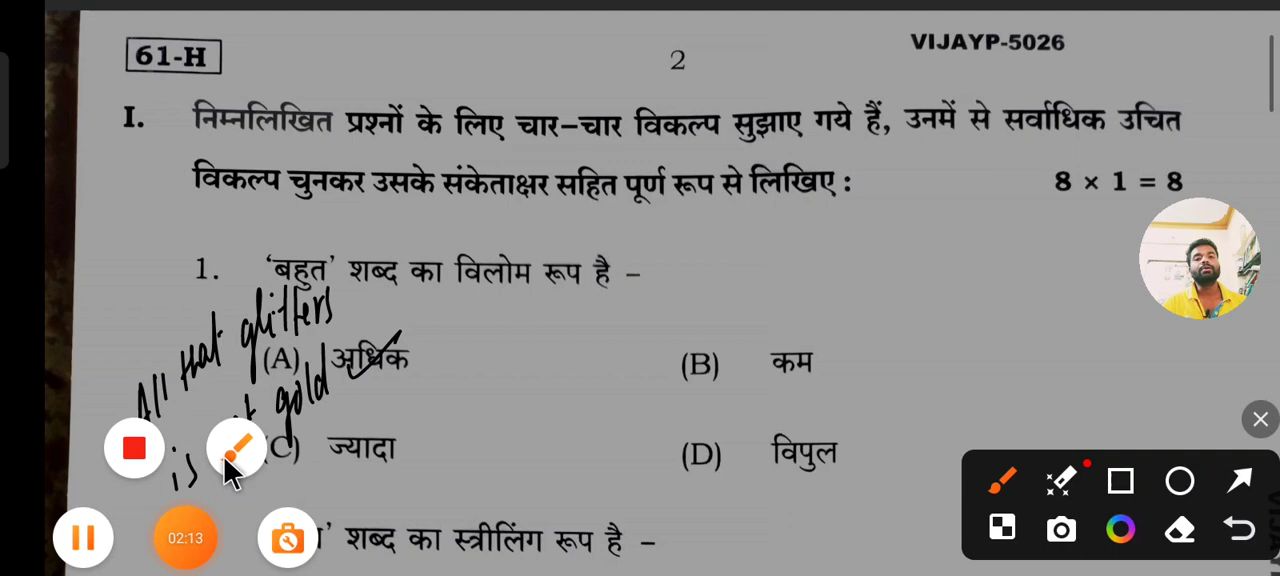 61-H
2
VIJAYP-5026
I. निम्नलिखित प्रश्नों के लिए चार-चार विकल्प सुझाए गये हैं, उनमें से सर्वाधिक उचित
विकल्प चुनकर उसके संकेताक्षर सहित पूर्ण रूप से लिखिए : 8 × 1 = 8
1. 'बहुत' शब्द का विलोम रूप है –
All that glitters
(A) अधिक (B) कम
is gold
(C) ज्यादा (D) विपुल
' शब्द का स्त्रीलिंग रूप है –
02:13